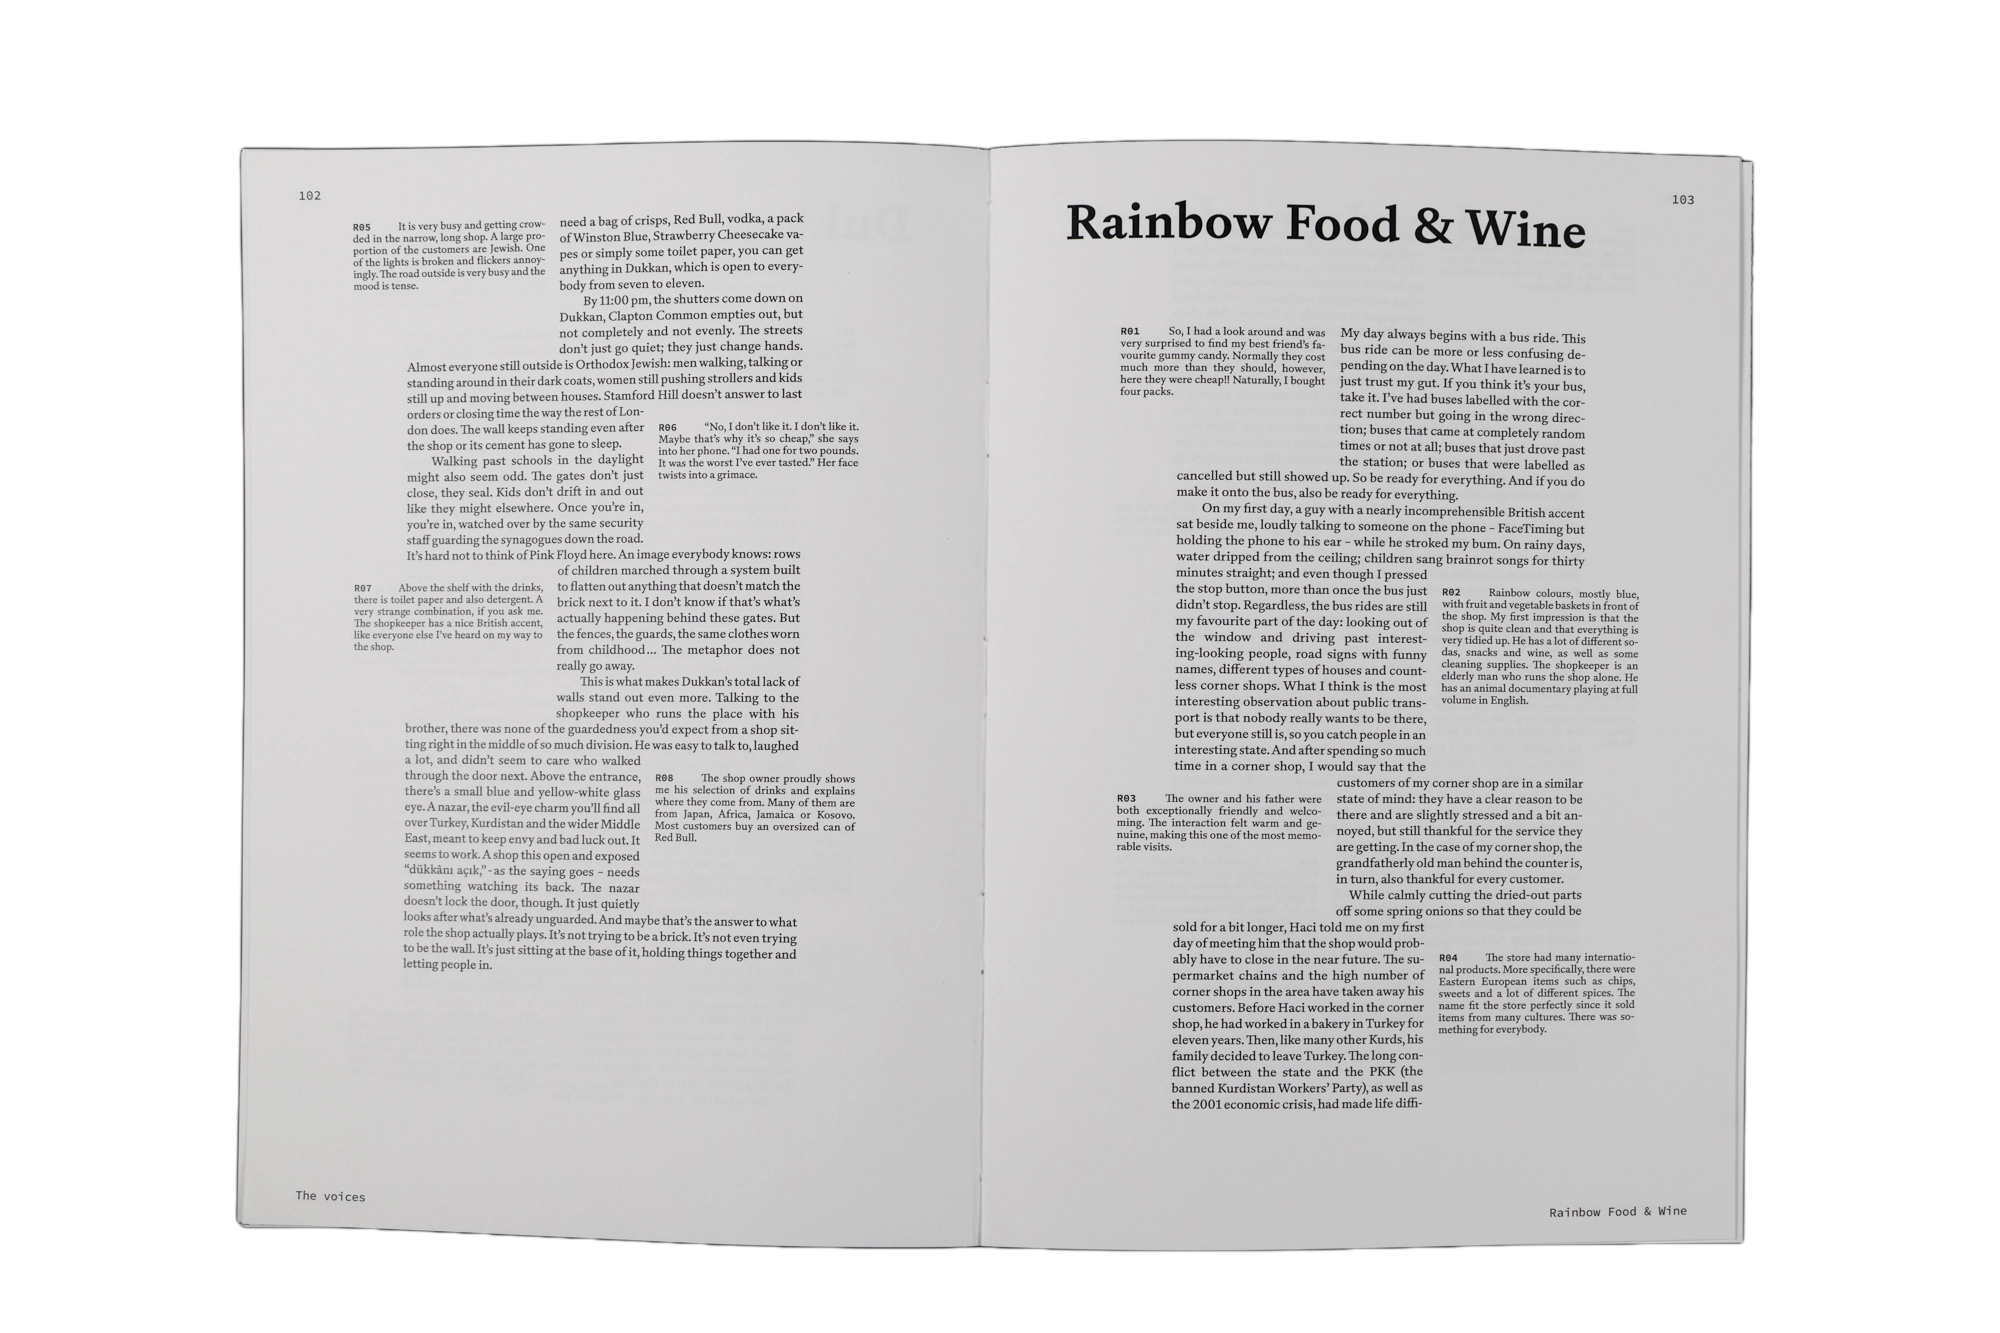 102
R05 It is very busy and getting crow-
ded in the narrow, long shop. A large pro-
portion of the customers are Jewish. One
of the lights is broken and flickers annoy-
ingly. The road outside is very busy and the
mood is tense.
need a bag of crisps, Red Bull, vodka, a pack
of Winston Blue, Strawberry Cheesecake va-
pes or simply some toilet paper, you can get
anything in Dukkan, which is open to every-
body from seven to eleven.
By 11:00 pm, the shutters come down on
Dukkan, Clapton Common empties out, but
not completely and not evenly. The streets
don't just go quiet; they just change hands.
Almost everyone still outside is Orthodox Jewish: men walking, talking or
standing around in their dark coats, women still pushing strollers and kids
still up and moving between houses. Stamford Hill doesn't answer to last
orders or closing time the way the rest of Lon-
don does. The wall keeps standing even after
the shop or its cement has gone to sleep.
Walking past schools in the daylight
might also seem odd. The gates don't just
close, they seal. Kids don't drift in and out
like they might elsewhere. Once you're in,
you're in, watched over by the same security
staff guarding the synagogues down the road.
It's hard not to think of Pink Floyd here. An image everybody knows: rows
of children marched through a system built
to flatten out anything that doesn't match the
brick next to it. I don't know if that's what's
actually happening behind these gates. But
the fences, the guards, the same clothes worn
from childhood… The metaphor does not
really go away.
This is what makes Dukkan's total lack of
walls stand out even more. Talking to the
shopkeeper who runs the place with his
brother, there was none of the guardedness you'd expect from a shop sit-
ting right in the middle of so much division. He was easy to talk to, laughed
a lot, and didn't seem to care who walked
through the door next. Above the entrance,
there's a small blue and yellow-white glass
eye. A nazar, the evil-eye charm you'll find all
over Turkey, Kurdistan and the wider Middle
East, meant to keep envy and bad luck out. It
seems to work. A shop this open and exposed
"dükkânı açık,"- as the saying goes – needs
something watching its back. The nazar
doesn't lock the door, though. It just quietly
looks after what's already unguarded. And maybe that's the answer to what
role the shop actually plays. It's not trying to be a brick. It's not even trying
to be the wall. It's just sitting at the base of it, holding things together and
letting people in.
R06 "No, I don't like it. I don't like it.
Maybe that's why it's so cheap," she says
into her phone. "I had one for two pounds.
It was the worst I've ever tasted." Her face
twists into a grimace.
R07 Above the shelf with the drinks,
there is toilet paper and also detergent. A
very strange combination, if you ask me.
The shopkeeper has a nice British accent,
like everyone else I've heard on my way to
the shop.
R08 The shop owner proudly shows
me his selection of drinks and explains
where they come from. Many of them are
from Japan, Africa, Jamaica or Kosovo.
Most customers buy an oversized can of
Red Bull.
The voices
103
Rainbow Food & Wine
R01 So, I had a look around and was
very surprised to find my best friend's fa-
vourite gummy candy. Normally they cost
much more than they should, however,
here they were cheap!! Naturally, I bought
four packs.
My day always begins with a bus ride. This
bus ride can be more or less confusing de-
pending on the day. What I have learned is to
just trust my gut. If you think it's your bus,
take it. I've had buses labelled with the cor-
rect number but going in the wrong direc-
tion; buses that came at completely random
times or not at all; buses that just drove past
the station; or buses that were labelled as
cancelled but still showed up. So be ready for everything. And if you do
make it onto the bus, also be ready for everything.
On my first day, a guy with a nearly incomprehensible British accent
sat beside me, loudly talking to someone on the phone – FaceTiming but
holding the phone to his ear – while he stroked my bum. On rainy days,
water dripped from the ceiling; children sang brainrot songs for thirty
minutes straight; and even though I pressed
the stop button, more than once the bus just
didn't stop. Regardless, the bus rides are still
my favourite part of the day: looking out of
the window and driving past interest-
ing-looking people, road signs with funny
names, different types of houses and count-
less corner shops. What I think is the most
interesting observation about public trans-
port is that nobody really wants to be there,
but everyone still is, so you catch people in an
interesting state. And after spending so much
time in a corner shop, I would say that the
customers of my corner shop are in a similar
state of mind: they have a clear reason to be
there and are slightly stressed and a bit an-
noyed, but still thankful for the service they
are getting. In the case of my corner shop, the
grandfatherly old man behind the counter is,
in turn, also thankful for every customer.
While calmly cutting the dried-out parts
off some spring onions so that they could be
sold for a bit longer, Haci told me on my first
day of meeting him that the shop would prob-
ably have to close in the near future. The su-
permarket chains and the high number of
corner shops in the area have taken away his
customers. Before Haci worked in the corner
shop, he had worked in a bakery in Turkey for
eleven years. Then, like many other Kurds, his
family decided to leave Turkey. The long con-
flict between the state and the PKK (the
banned Kurdistan Workers' Party), as well as
the 2001 economic crisis, had made life diffi-
R02 Rainbow colours, mostly blue,
with fruit and vegetable baskets in front of
the shop. My first impression is that the
shop is quite clean and that everything is
very tidied up. He has a lot of different so-
das, snacks and wine, as well as some
cleaning supplies. The shopkeeper is an
elderly man who runs the shop alone. He
has an animal documentary playing at full
volume in English.
R03 The owner and his father were
both exceptionally friendly and welco-
ming. The interaction felt warm and ge-
nuine, making this one of the most memo-
rable visits.
R04 The store had many internatio-
nal products. More specifically, there were
Eastern European items such as chips,
sweets and a lot of different spices. The
name fit the store perfectly since it sold
items from many cultures. There was so-
mething for everybody.
Rainbow Food & Wine